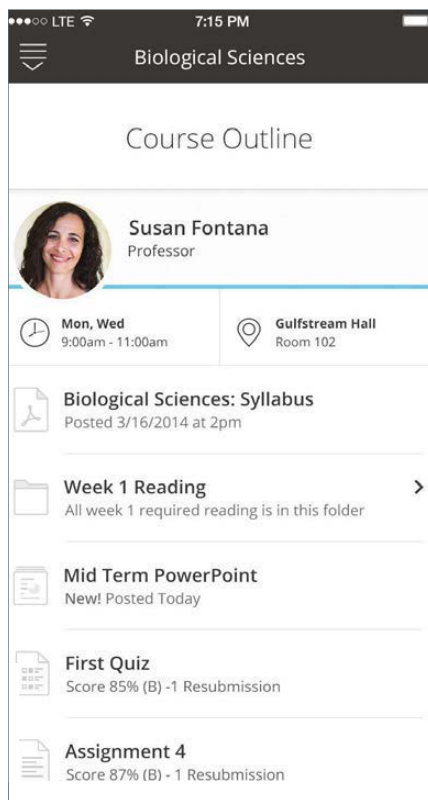 LTE
7:15 PM
Biological Sciences
Course Outline
Susan Fontana
Professor
Mon, Wed
9:00am - 11:00am
Gulfstream Hall
Room 102
Biological Sciences: Syllabus
Posted 3/16/2014 at 2pm
Week 1 Reading
All week 1 required reading is in this folder
Mid Term PowerPoint
New! Posted Today
First Quiz
Score 85% (B) -1 Resubmission
Assignment 4
Score 87% (B) - 1 Resubmission